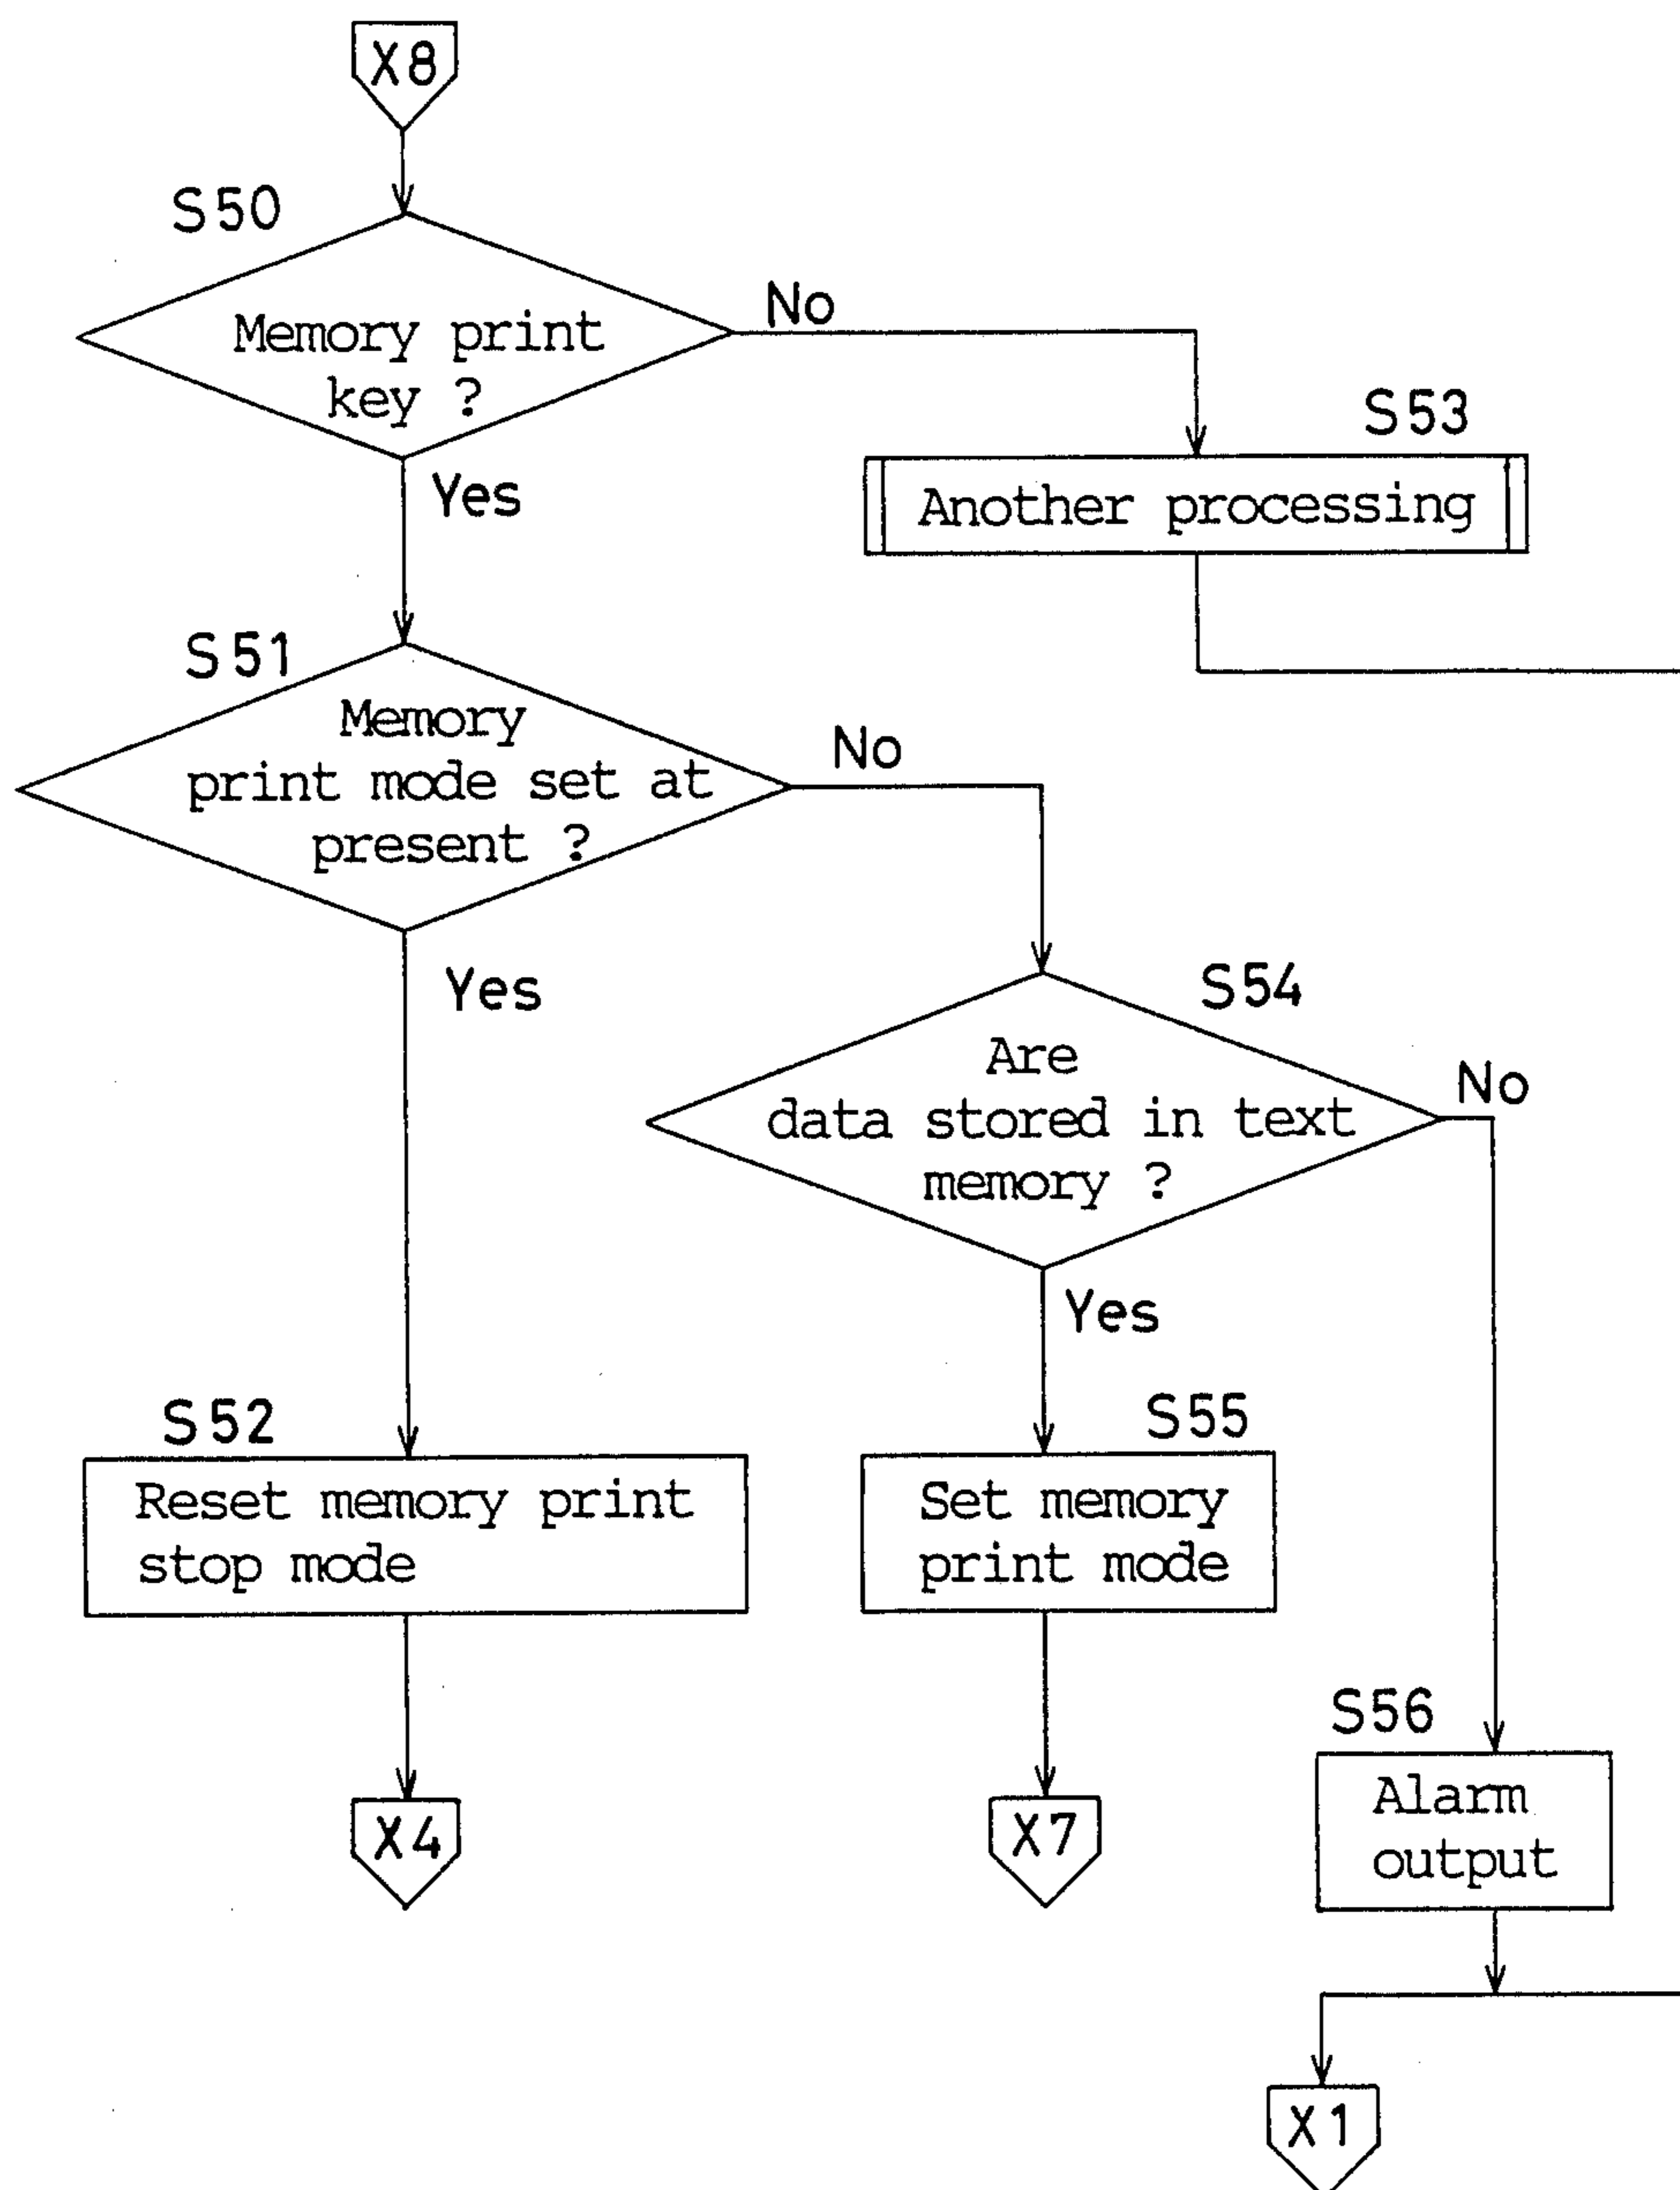 X8
S50
Memory print
key ?
No
Yes
S53
Another processing
S51
Memory
print mode set at
present ?
No
Yes
S54
Are
data stored in text
memory ?
No
Yes
S52
Reset memory print
stop mode
S55
Set memory
print mode
S56
Alarm
output
X4
X7
X1